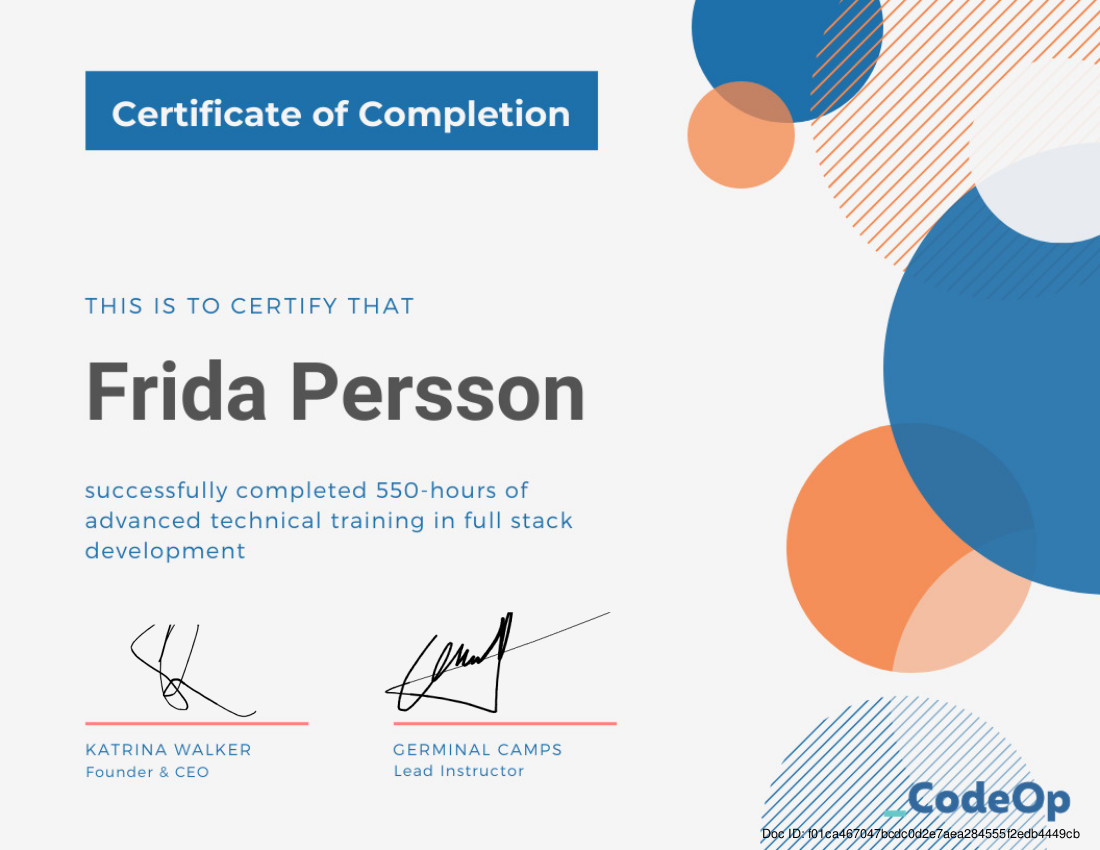 Certificate of Completion
THIS IS TO CERTIFY THAT
Frida Persson
successfully completed 550-hours of
advanced technical training in full stack
development
KATRINA WALKER
Founder & CEO
GERMINAL CAMPS
Lead Instructor
_CodeOp
Doc ID: f01ca467047bcdc0d2e7aea284555f2edb4449cb